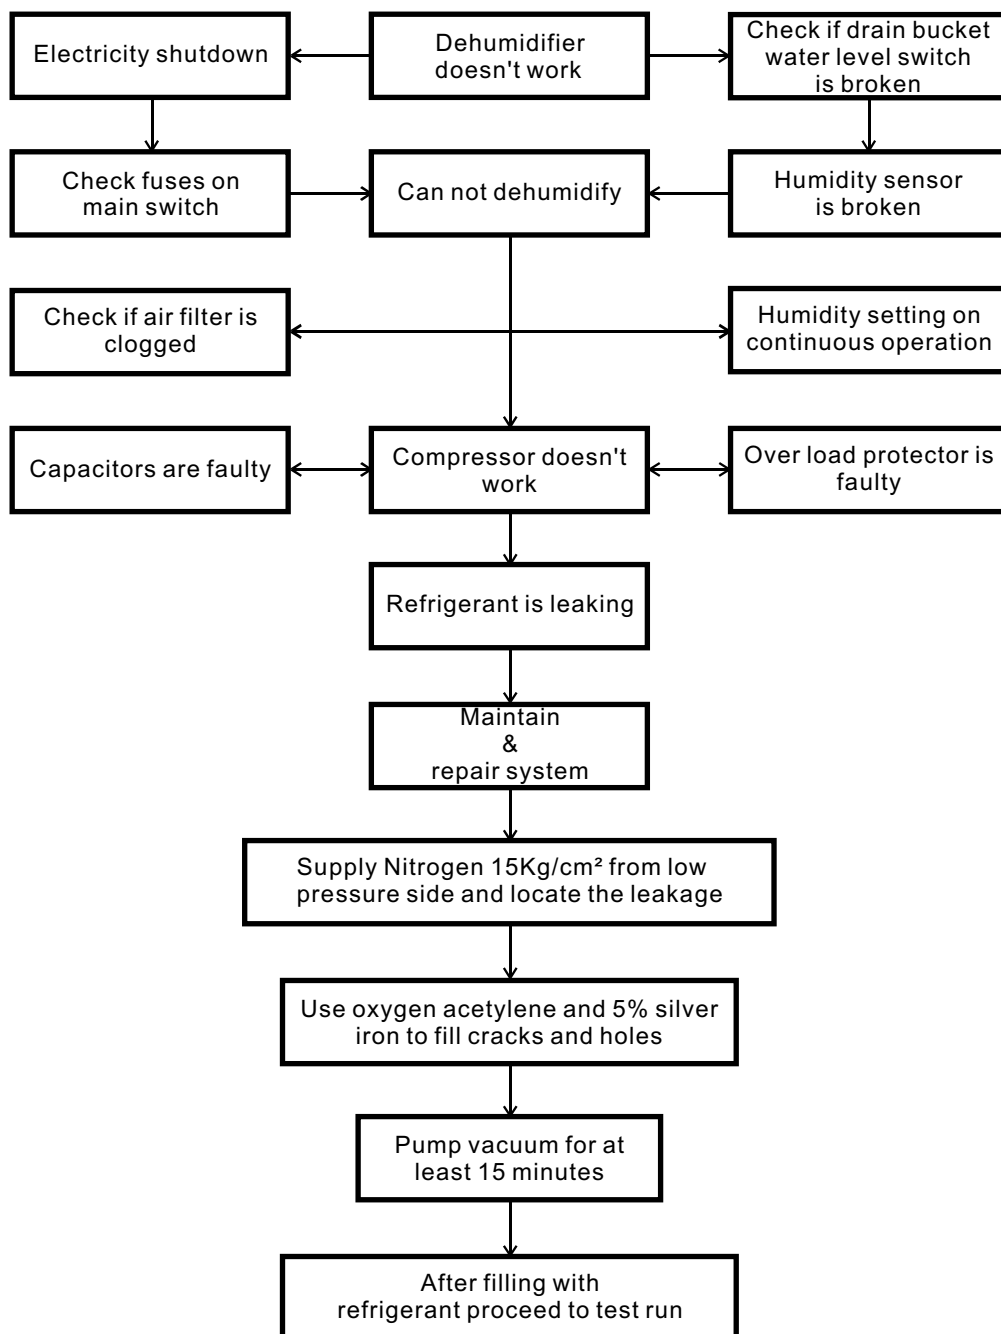 Electricity shutdown
Dehumidifier
doesn't work
Check if drain bucket
water level switch
is broken
Check fuses on
main switch
Can not dehumidify
Humidity sensor
is broken
Check if air filter is
clogged
Humidity setting on
continuous operation
Capacitors are faulty
Compressor doesn't
work
Over load protector is
faulty
Refrigerant is leaking
Maintain
&
repair system
Supply Nitrogen 15Kg/cm² from low
pressure side and locate the leakage
Use oxygen acetylene and 5% silver
iron to fill cracks and holes
Pump vacuum for at
least 15 minutes
After filling with
refrigerant proceed to test run